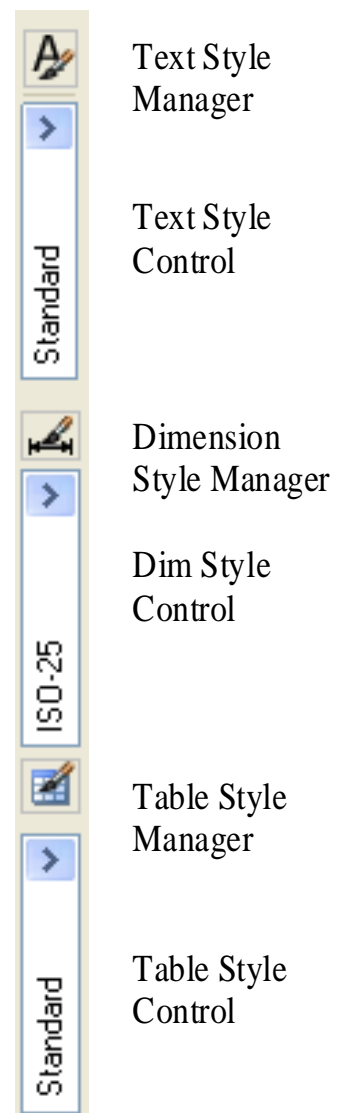 Text Style
Manager
Text Style
Control
Standard
Dimension
Style Manager
Dim Style
Control
ISO-25
Table Style
Manager
Table Style
Control
Standard